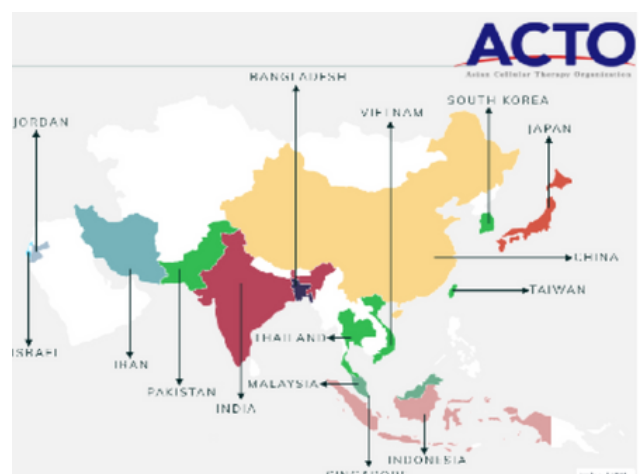 ACTO
Asian Cellular Therapy Organization
BANGLADESH
SOUTH KOREA
VIETNAM
JORDAN
JAPAN
CHINA
TAIWAN
THAILAND
ISRAEL
IRAN
PAKISTAN
MALAYSIA
INDIA
INDONESIA
SINGAPORE